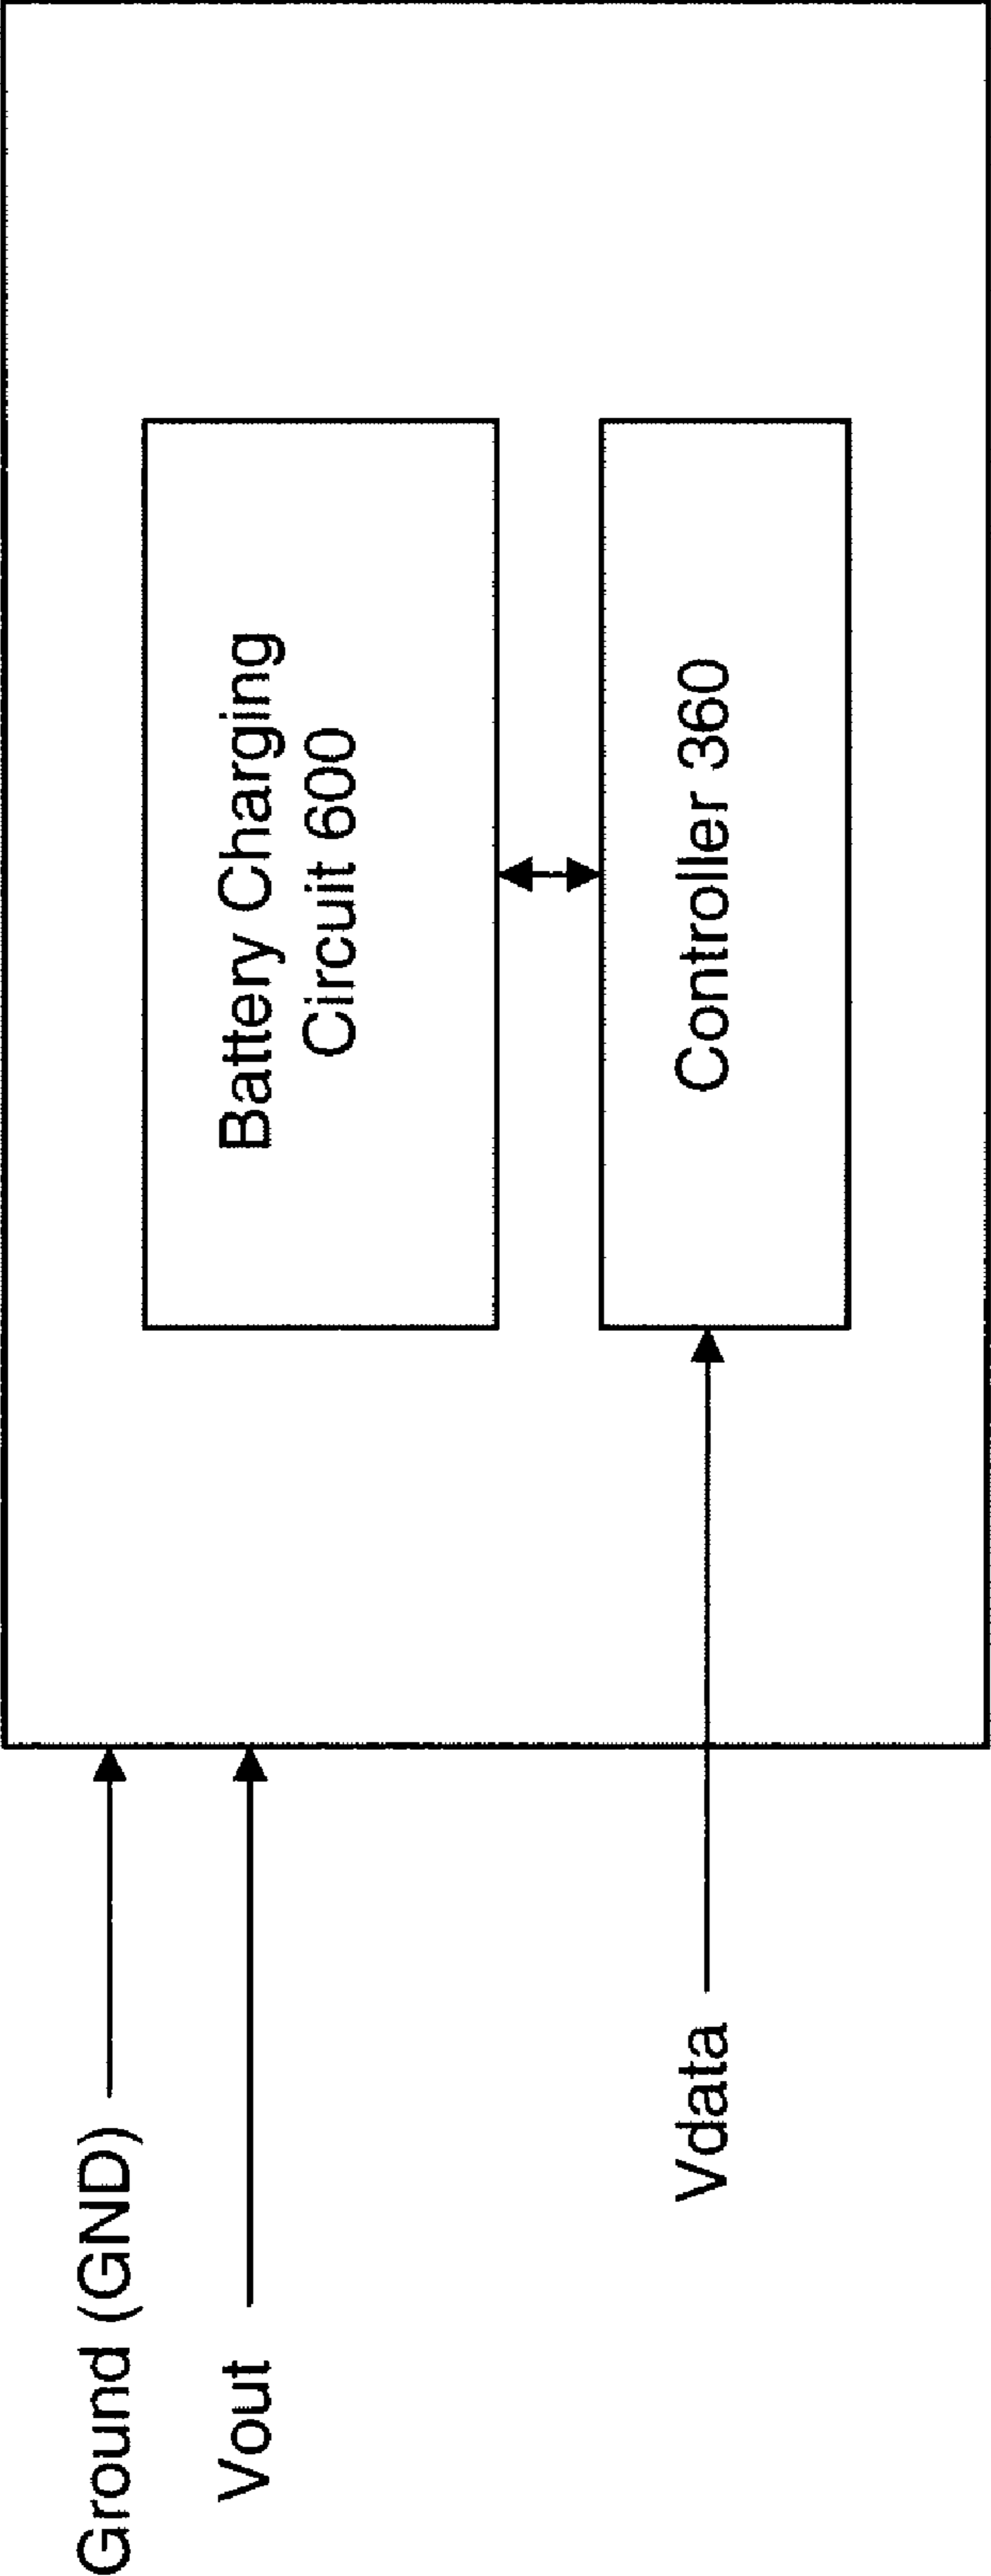 Ground (GND)
Vout
Vdata
Battery Charging
Circuit 600
Controller 360